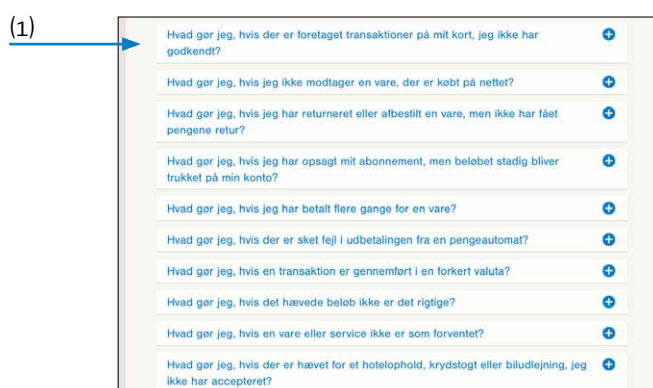 (1)
Hvad gør jeg, hvis der er foretaget transaktioner på mit kort, jeg ikke har
godkendt?
Hvad gør jeg, hvis jeg ikke modtager en vare, der er købt på nettet?
Hvad gør jeg, hvis jeg har returneret eller afbestilt en vare, men ikke har fået
pengene retur?
Hvad gør jeg, hvis jeg har opsagt mit abonnement, men beløbet stadig bliver
trukket på min konto?
Hvad gør jeg, hvis jeg har betalt flere gange for en vare?
Hvad gør jeg, hvis der er sket fejl i udbetalingen fra en pengeautomat?
Hvad gør jeg, hvis en transaktion er gennemført i en forkert valuta?
Hvad gør jeg, hvis det hævede beløb ikke er det rigtige?
Hvad gør jeg, hvis en vare eller service ikke er som forventet?
Hvad gør jeg, hvis der er hævet for et hotelophold, krydstogt eller biludlejning, jeg
ikke har accepteret?